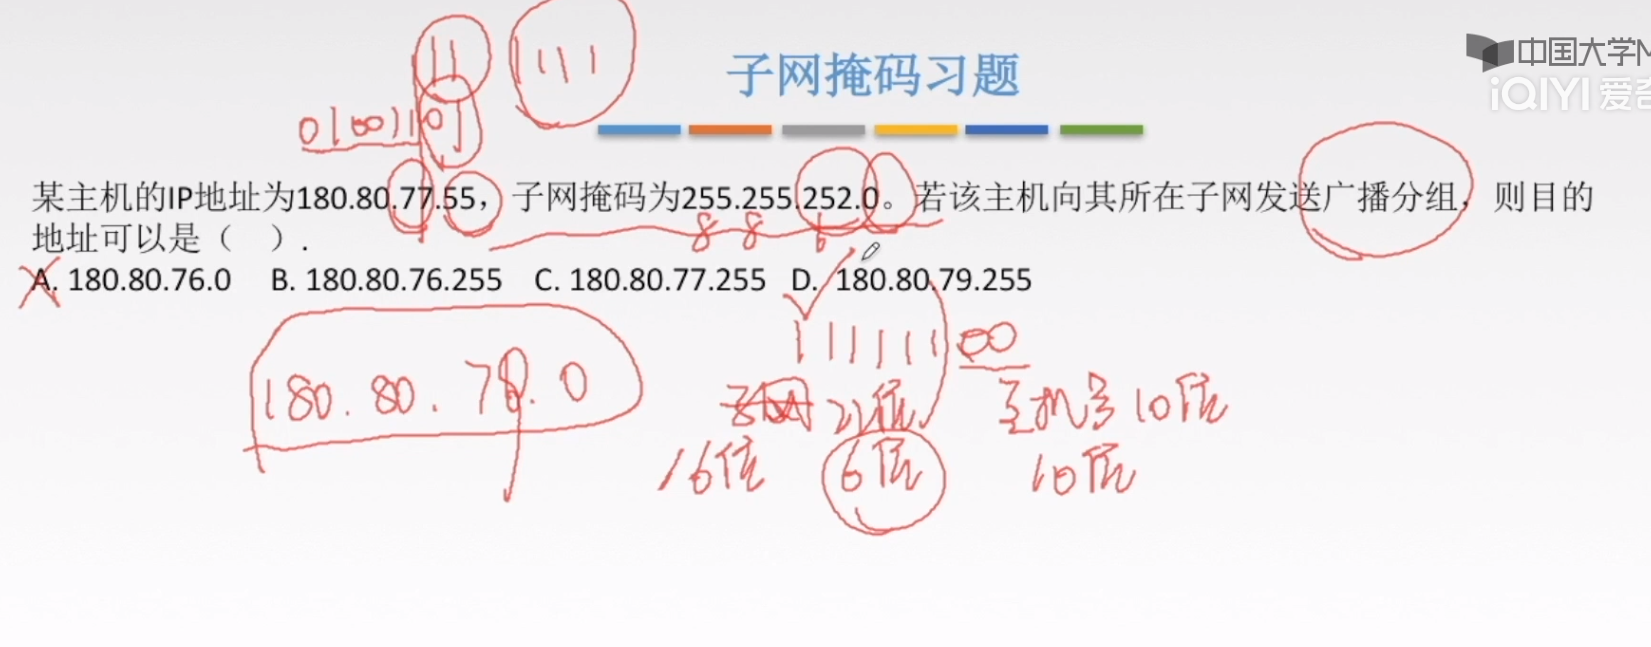 11 111
子网掩码习题
中国大学M
iQIYI 爱奇
01001101
某主机的IP地址为180.80.77.55，子网掩码为255.255.252.0。若该主机向其所在子网发送广播分组，则目的
地址可以是（ ）.
8 8 6
A. 180.80.76.0 B. 180.80.76.255 C. 180.80.77.255 D. 180.80.79.255
111111 00
180. 80. 0
22位 主机号10位
16位 6位 10位